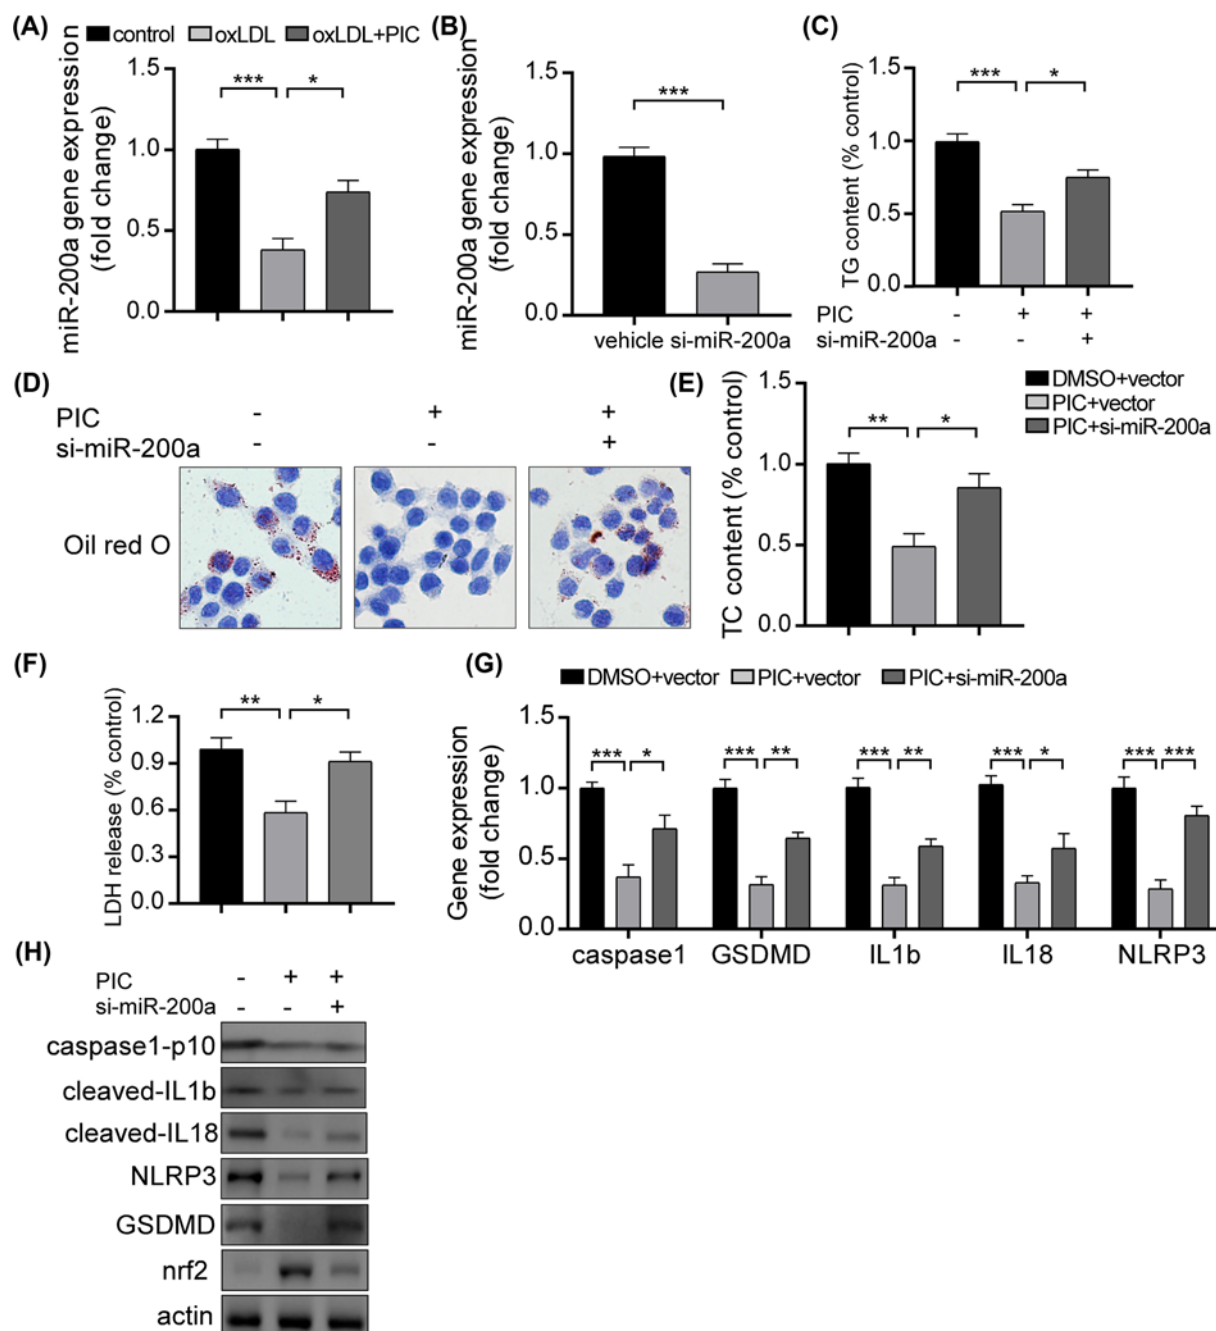 (A)
control oxLDL oxLDL+PIC
miR-200a gene expression
(fold change)
1.5
1.0
0.5
0.0
***
*
(B)
miR-200a gene expression
(fold change)
1.5
1.0
0.5
0.0
***
vehicle si-miR-200a
(C)
TG content (% control)
1.5
1.0
0.5
0.0
***
*
PIC - + +
si-miR-200a - - +
(D)
PIC - + +
si-miR-200a - - +
Oil red O
(E)
DMSO+vector
PIC+vector
PIC+si-miR-200a
TC content (% control)
1.5
1.0
0.5
0.0
**
*
(F)
LDH release (% control)
1.2
0.9
0.6
0.3
0.0
**
*
(G)
DMSO+vector PIC+vector PIC+si-miR-200a
Gene expression
(fold change)
1.5
1.0
0.5
0.0
*** * *** ** *** ** *** * *** ***
caspase1 GSDMD IL1b IL18 NLRP3
(H)
PIC - + +
si-miR-200a - - +
caspase1-p10
cleaved-IL1b
cleaved-IL18
NLRP3
GSDMD
nrf2
actin